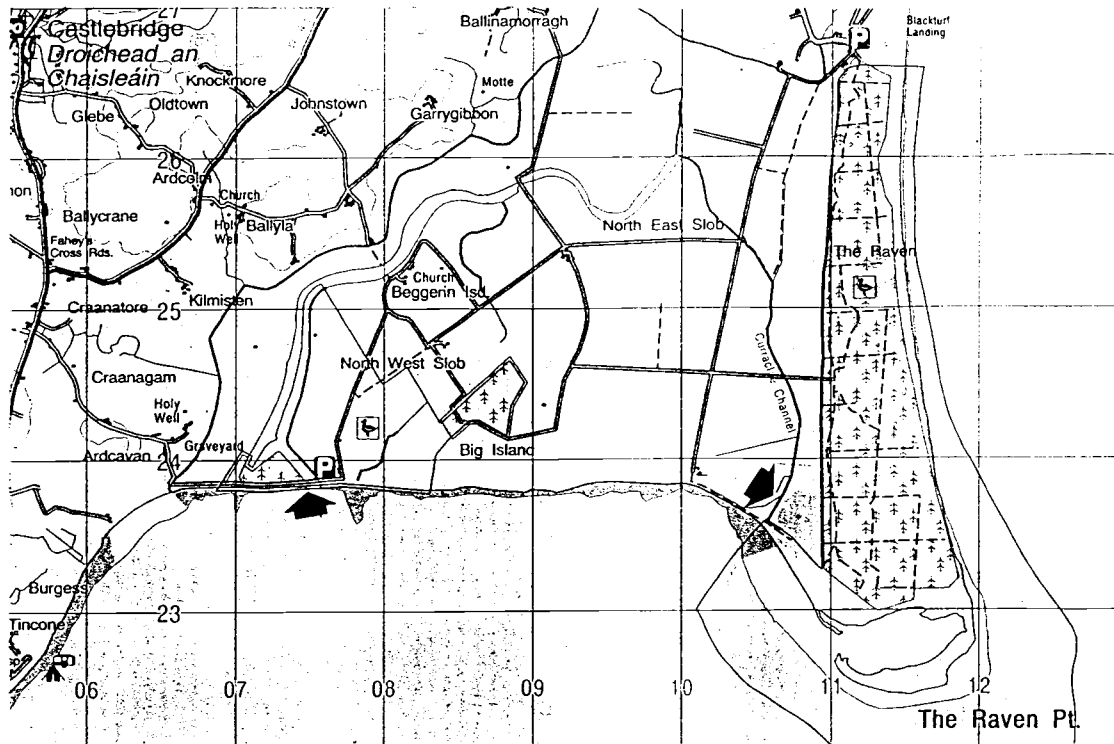 27
Castlebridge
Droichead an
Chaisleáin
Ballinamorragh
Blackturf
Landing
P
Knockmore
Motte
Oldtown
Johnstown
Garrygibbon
Glebe
26
Ardcolm
Church
Ballycrane
Holy
Well
Ballyla
North East Slob
Fahey's
Cross Rds.
The Raven
Church
Beggerin Isd.
Kilmisten
Craanatore
25
North West Slob
Craanagam
Channel
Holy
Well
Graveyard
Ardcavan
24
P
Big Island
Burgess
23
Tincone
06
07
08
09
10
11
12
The Raven Pt.